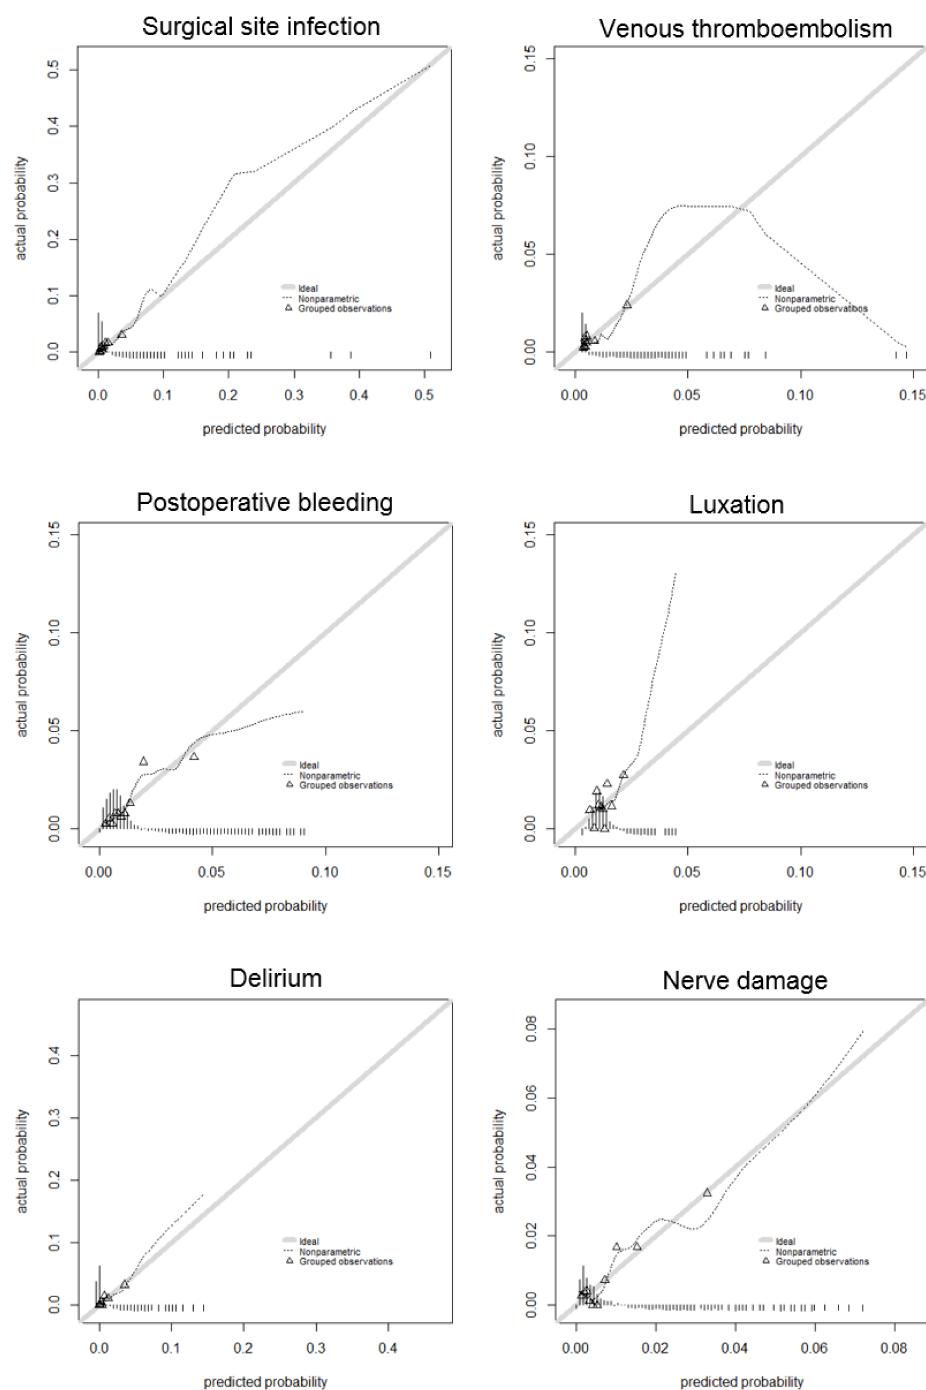 Surgical site infection
actual probability
0.5
0.4
0.3
0.2
0.1
0.0
Ideal
Nonparametric
Grouped observations
0.0 0.1 0.2 0.3 0.4 0.5
predicted probability
Venous thromboembolism
actual probability
0.15
0.10
0.05
0.00
Ideal
Nonparametric
Grouped observations
0.00 0.05 0.10 0.15
predicted probability
Postoperative bleeding
actual probability
0.15
0.10
0.05
0.00
Ideal
Nonparametric
Grouped observations
0.00 0.05 0.10 0.15
predicted probability
Luxation
actual probability
0.15
0.10
0.05
0.00
Ideal
Nonparametric
Grouped observations
0.00 0.05 0.10 0.15
predicted probability
Delirium
actual probability
0.4
0.3
0.2
0.1
0.0
Ideal
Nonparametric
Grouped observations
0.0 0.1 0.2 0.3 0.4
predicted probability
Nerve damage
actual probability
0.08
0.06
0.04
0.02
0.00
Ideal
Nonparametric
Grouped observations
0.00 0.02 0.04 0.06 0.08
predicted probability